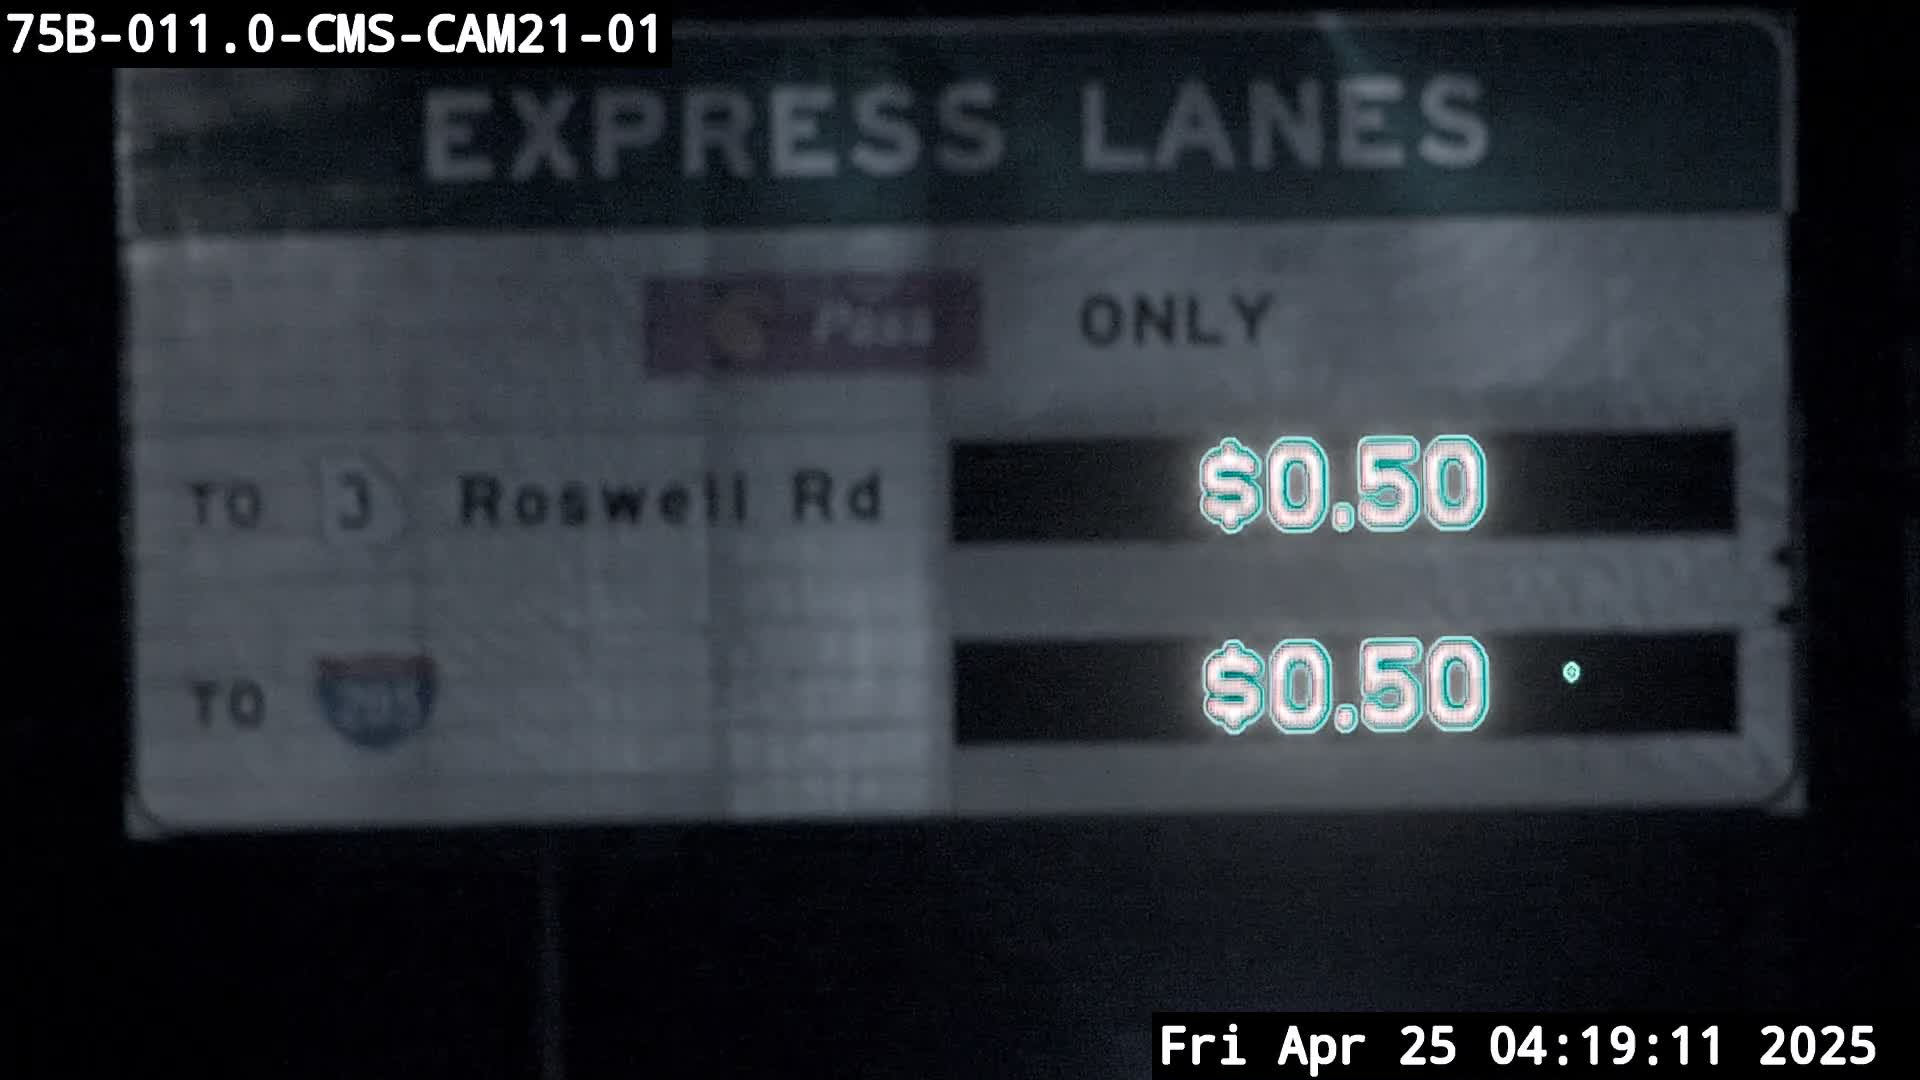 75B-011.0-CMS-CAM21-01
EXPRESS LANES
Pass ONLY
TO 3 Roswell Rd $0.50
TO $0.50
Fri Apr 25 04:19:11 2025